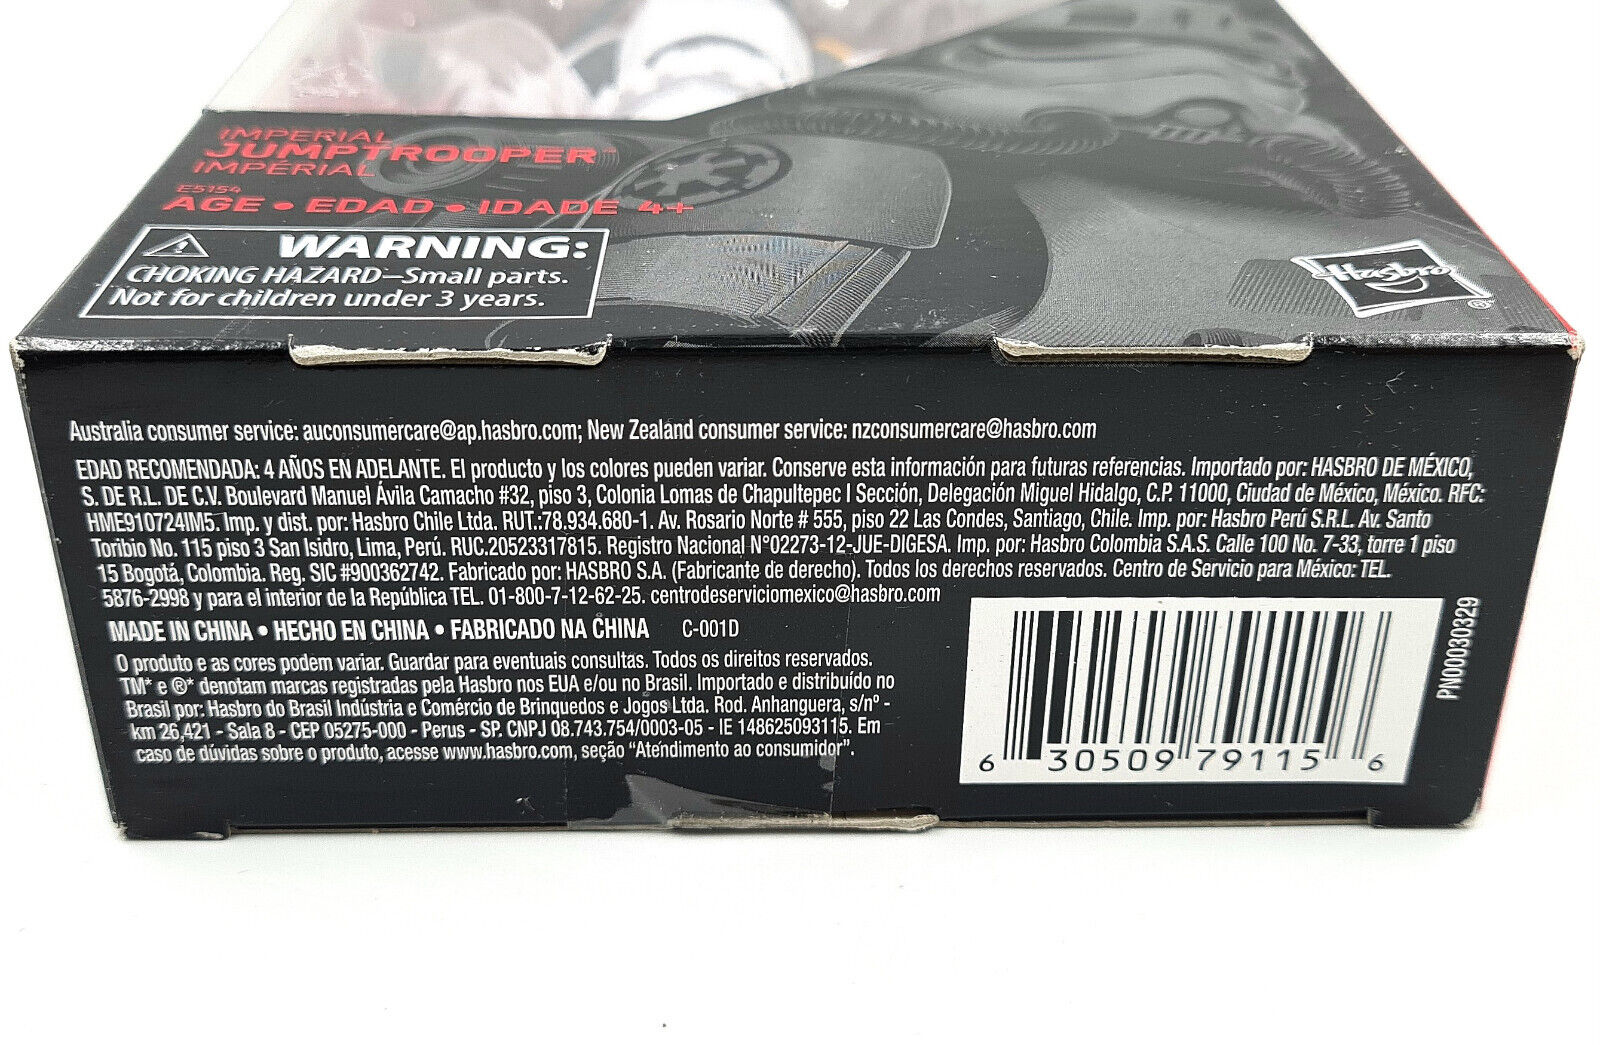 IMPERIAL
JUMPTROOPER™
IMPÉRIAL
E5154
AGE • EDAD • IDADE 4+
WARNING:
CHOKING HAZARD—Small parts.
Not for children under 3 years.
Hasbro®
Australia consumer service: auconsumercare@ap.hasbro.com; New Zealand consumer service: nzconsumercare@hasbro.com
EDAD RECOMENDADA: 4 AÑOS EN ADELANTE. El producto y los colores pueden variar. Conserve esta información para futuras referencias. Importado por: HASBRO DE MÉXICO,
S. DE R.L. DE C.V. Boulevard Manuel Ávila Camacho #32, piso 3, Colonia Lomas de Chapultepec I Sección, Delegación Miguel Hidalgo, C.P. 11000, Ciudad de México, México. RFC:
HME910724IM5. Imp. y dist. por: Hasbro Chile Ltda. RUT.:78.934.680-1. Av. Rosario Norte # 555, piso 22 Las Condes, Santiago, Chile. Imp. por: Hasbro Perú S.R.L. Av. Santo
Toribio No. 115 piso 3 San Isidro, Lima, Perú. RUC.20523317815. Registro Nacional N°02273-12-JUE-DIGESA. Imp. por: Hasbro Colombia S.A.S. Calle 100 No. 7-33, torre 1 piso
15 Bogotá, Colombia. Reg. SIC #900362742. Fabricado por: HASBRO S.A. (Fabricante de derecho). Todos los derechos reservados. Centro de Servicio para México: TEL.
5876-2998 y para el interior de la República TEL. 01-800-7-12-62-25. centrodeserviciomexico@hasbro.com
MADE IN CHINA • HECHO EN CHINA • FABRICADO NA CHINA C-001D
O produto e as cores podem variar. Guardar para eventuais consultas. Todos os direitos reservados.
TM* e ®* denotam marcas registradas pela Hasbro nos EUA e/ou no Brasil. Importado e distribuído no
Brasil por: Hasbro do Brasil Indústria e Comércio de Brinquedos e Jogos Ltda. Rod. Anhanguera, s/nº -
km 26,421 - Sala 8 - CEP 05275-000 - Perus - SP. CNPJ 08.743.754/0003-05 - IE 148625093115. Em
caso de dúvidas sobre o produto, acesse www.hasbro.com, seção "Atendimento ao consumidor".
6 30509 79115 6
PN00030329